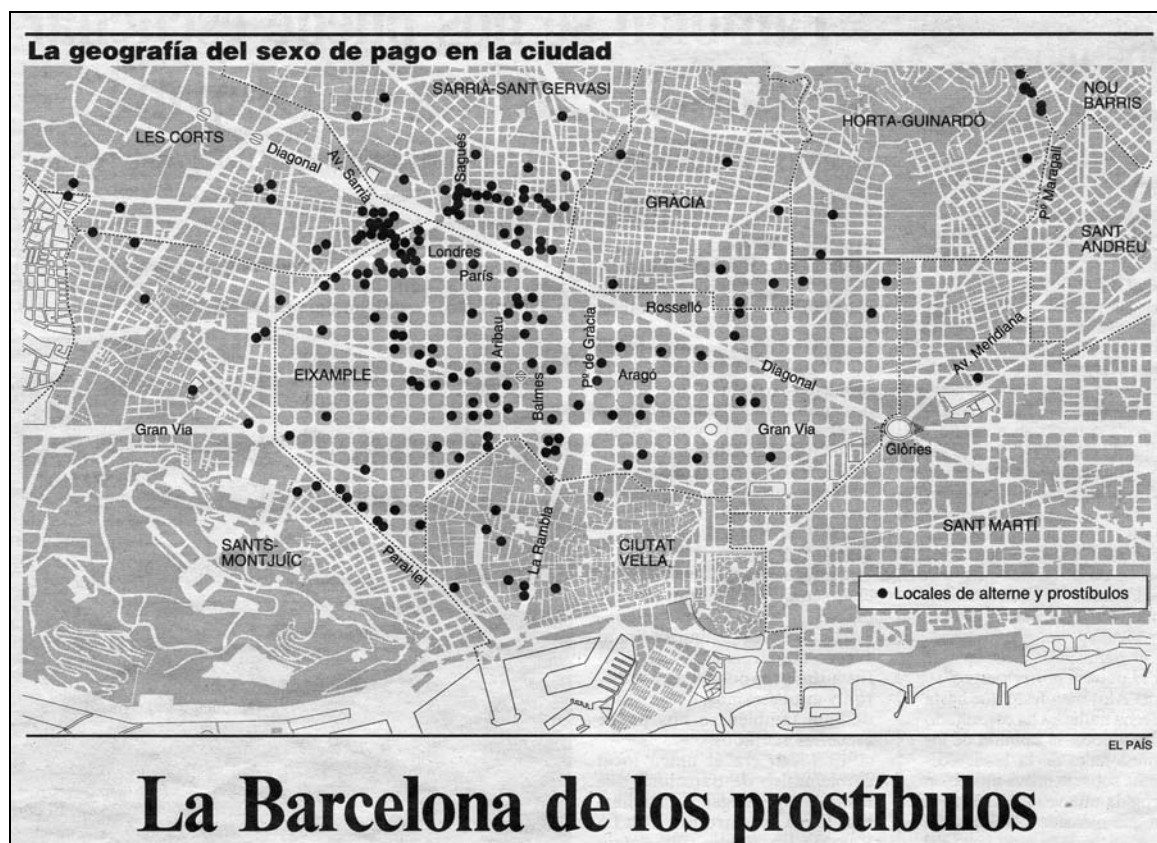 La geografía del sexo de pago en la ciudad
SARRIÀ-SANT GERVASI
NOU
BARRIS
HORTA-GUINARDÓ
LES CORTS
Diagonal
Av. Sarrià
Sagués
Pº Maragall
GRÀCIA
SANT
ANDREU
Londres
París
Rosselló
Aribau
Balmes
Pº de Gràcia
Av. Meridiana
EIXAMPLE
Aragó
Diagonal
Gran Via
Gran Via
Glòries
SANTS-
MONTJUÏC
Paral·lel
La Rambla
CIUTAT
VELLA
SANT MARTÍ
Locales de alterne y prostíbulos
EL PAÍS
La Barcelona de los prostíbulos